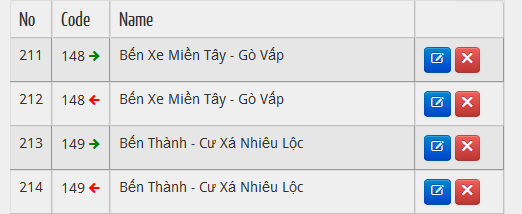 No Code Name
211 148 Bến Xe Miền Tây - Gò Vấp
212 148 Bến Xe Miền Tây - Gò Vấp
213 149 Bến Thành - Cư Xá Nhiêu Lộc
214 149 Bến Thành - Cư Xá Nhiêu Lộc